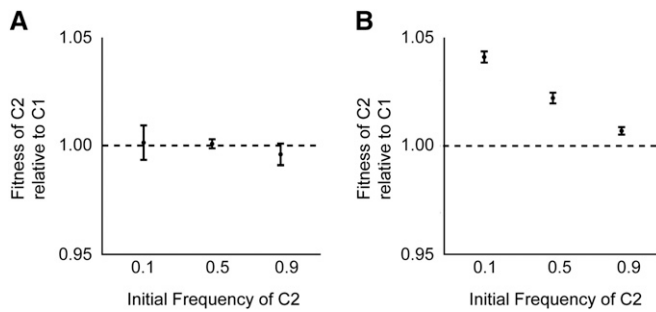 A
1.05
1.00
0.95
Fitness of C2
relative to C1
0.1 0.5 0.9
Initial Frequency of C2
B
1.05
1.00
0.95
Fitness of C2
relative to C1
0.1 0.5 0.9
Initial Frequency of C2